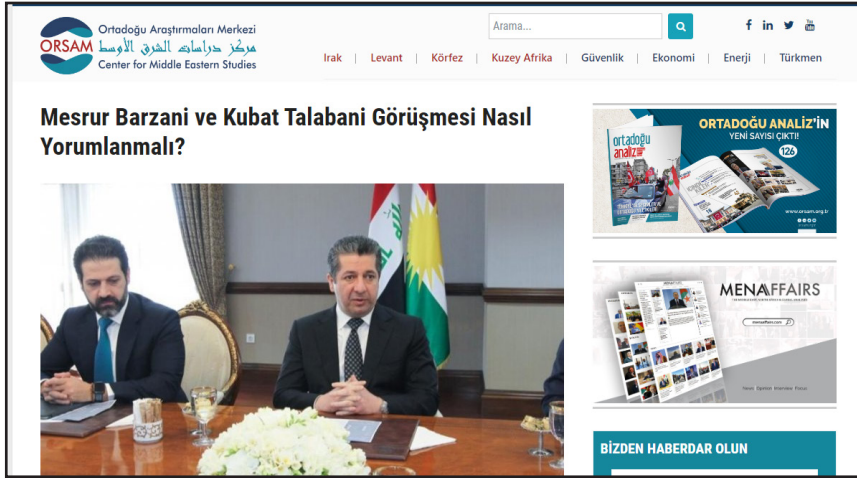 Ortadoğu Araştırmaları Merkezi
ORSAM
مركز دراسات الشرق الأوسط
Center for Middle Eastern Studies
Arama...
Irak | Levant | Körfez | Kuzey Afrika | Güvenlik | Ekonomi | Enerji | Türkmen
Mesrur Barzani ve Kubat Talabani Görüşmesi Nasıl
Yorumlanmalı?
ORTADOĞU ANALİZ'İN
YENİ SAYISI ÇIKTI!
126
ortadoğu
analiz
www.orsam.org.tr
MENAAFFAIRS
menaaffairs.com
BİZDEN HABERDAR OLUN